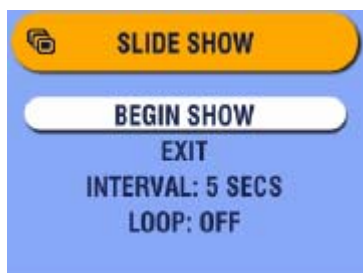 SLIDE SHOW
BEGIN SHOW
EXIT
INTERVAL: 5 SECS
LOOP: OFF